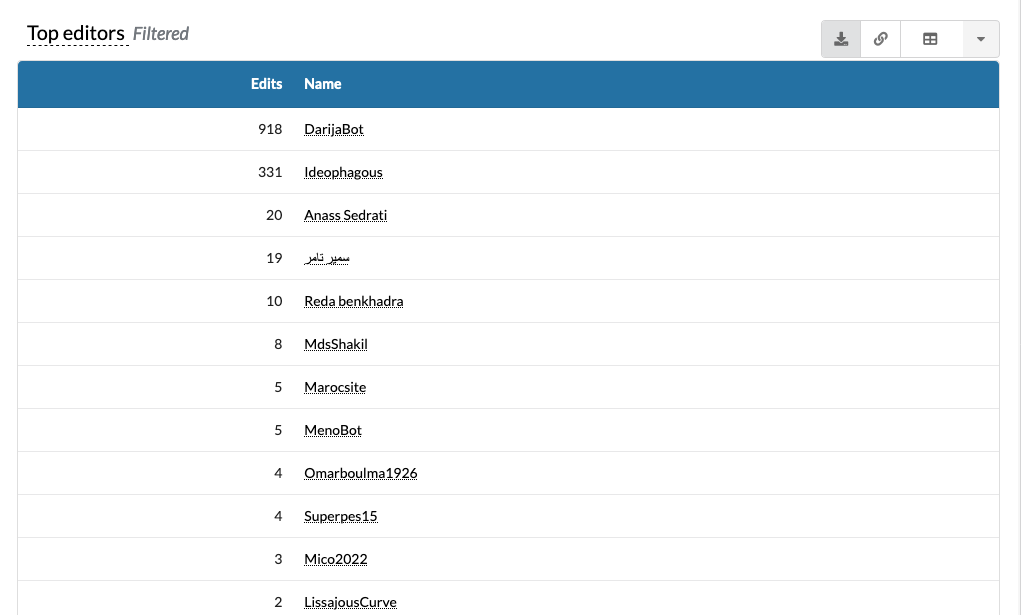 Top editors Filtered
Edits Name
918 DarijaBot
331 Ideophagous
20 Anass Sedrati
19 سمير تامر
10 Reda benkhadra
8 MdsShakil
5 Marocsite
5 MenoBot
4 Omarboulma1926
4 Superpes15
3 Mico2022
2 LissajousCurve